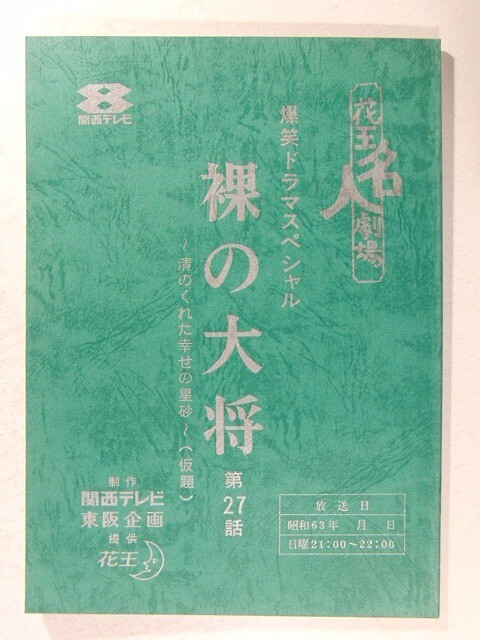 花王名人劇場
爆笑ドラマスペシャル
裸の大将
第27話
~清のくれた幸せの星砂~(仮題)
関西テレビ
制作
関西テレビ
東阪企画
提供
花王
放送日
昭和63年 月 日
日曜21:00~22:00